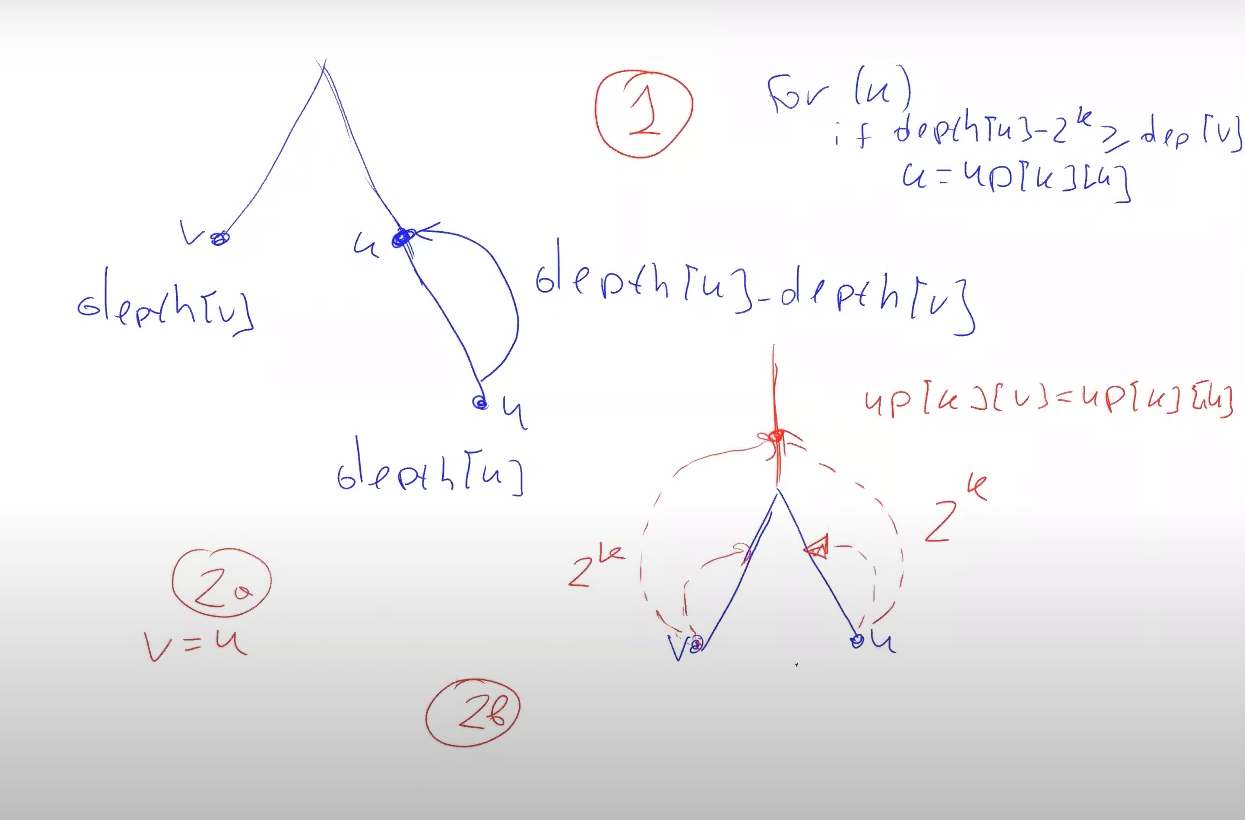 1
for (k)
if depth[u]-2^k ≥ dep[v]
u=up[k][u]
v
u
depth[v]
depth[u]-depth[v]
u
depth[u]
up[k][v]=up[k][u]
2^k
2^k
v
u
2a
v=u
2b